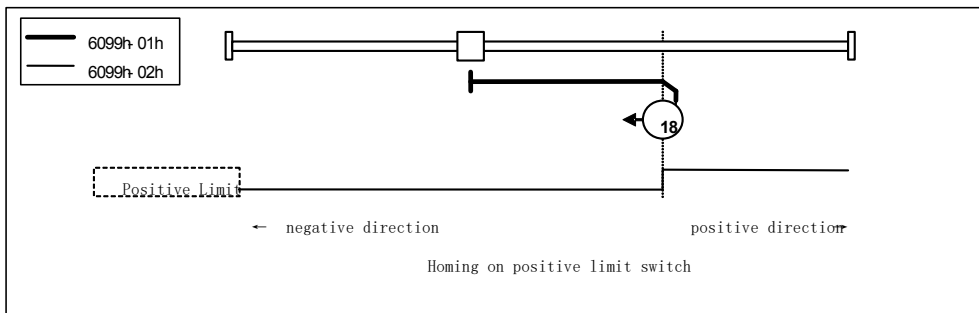 6099h-01h
6099h-02h
18
Positive Limit
← negative direction
positive direction→
Homing on positive limit switch